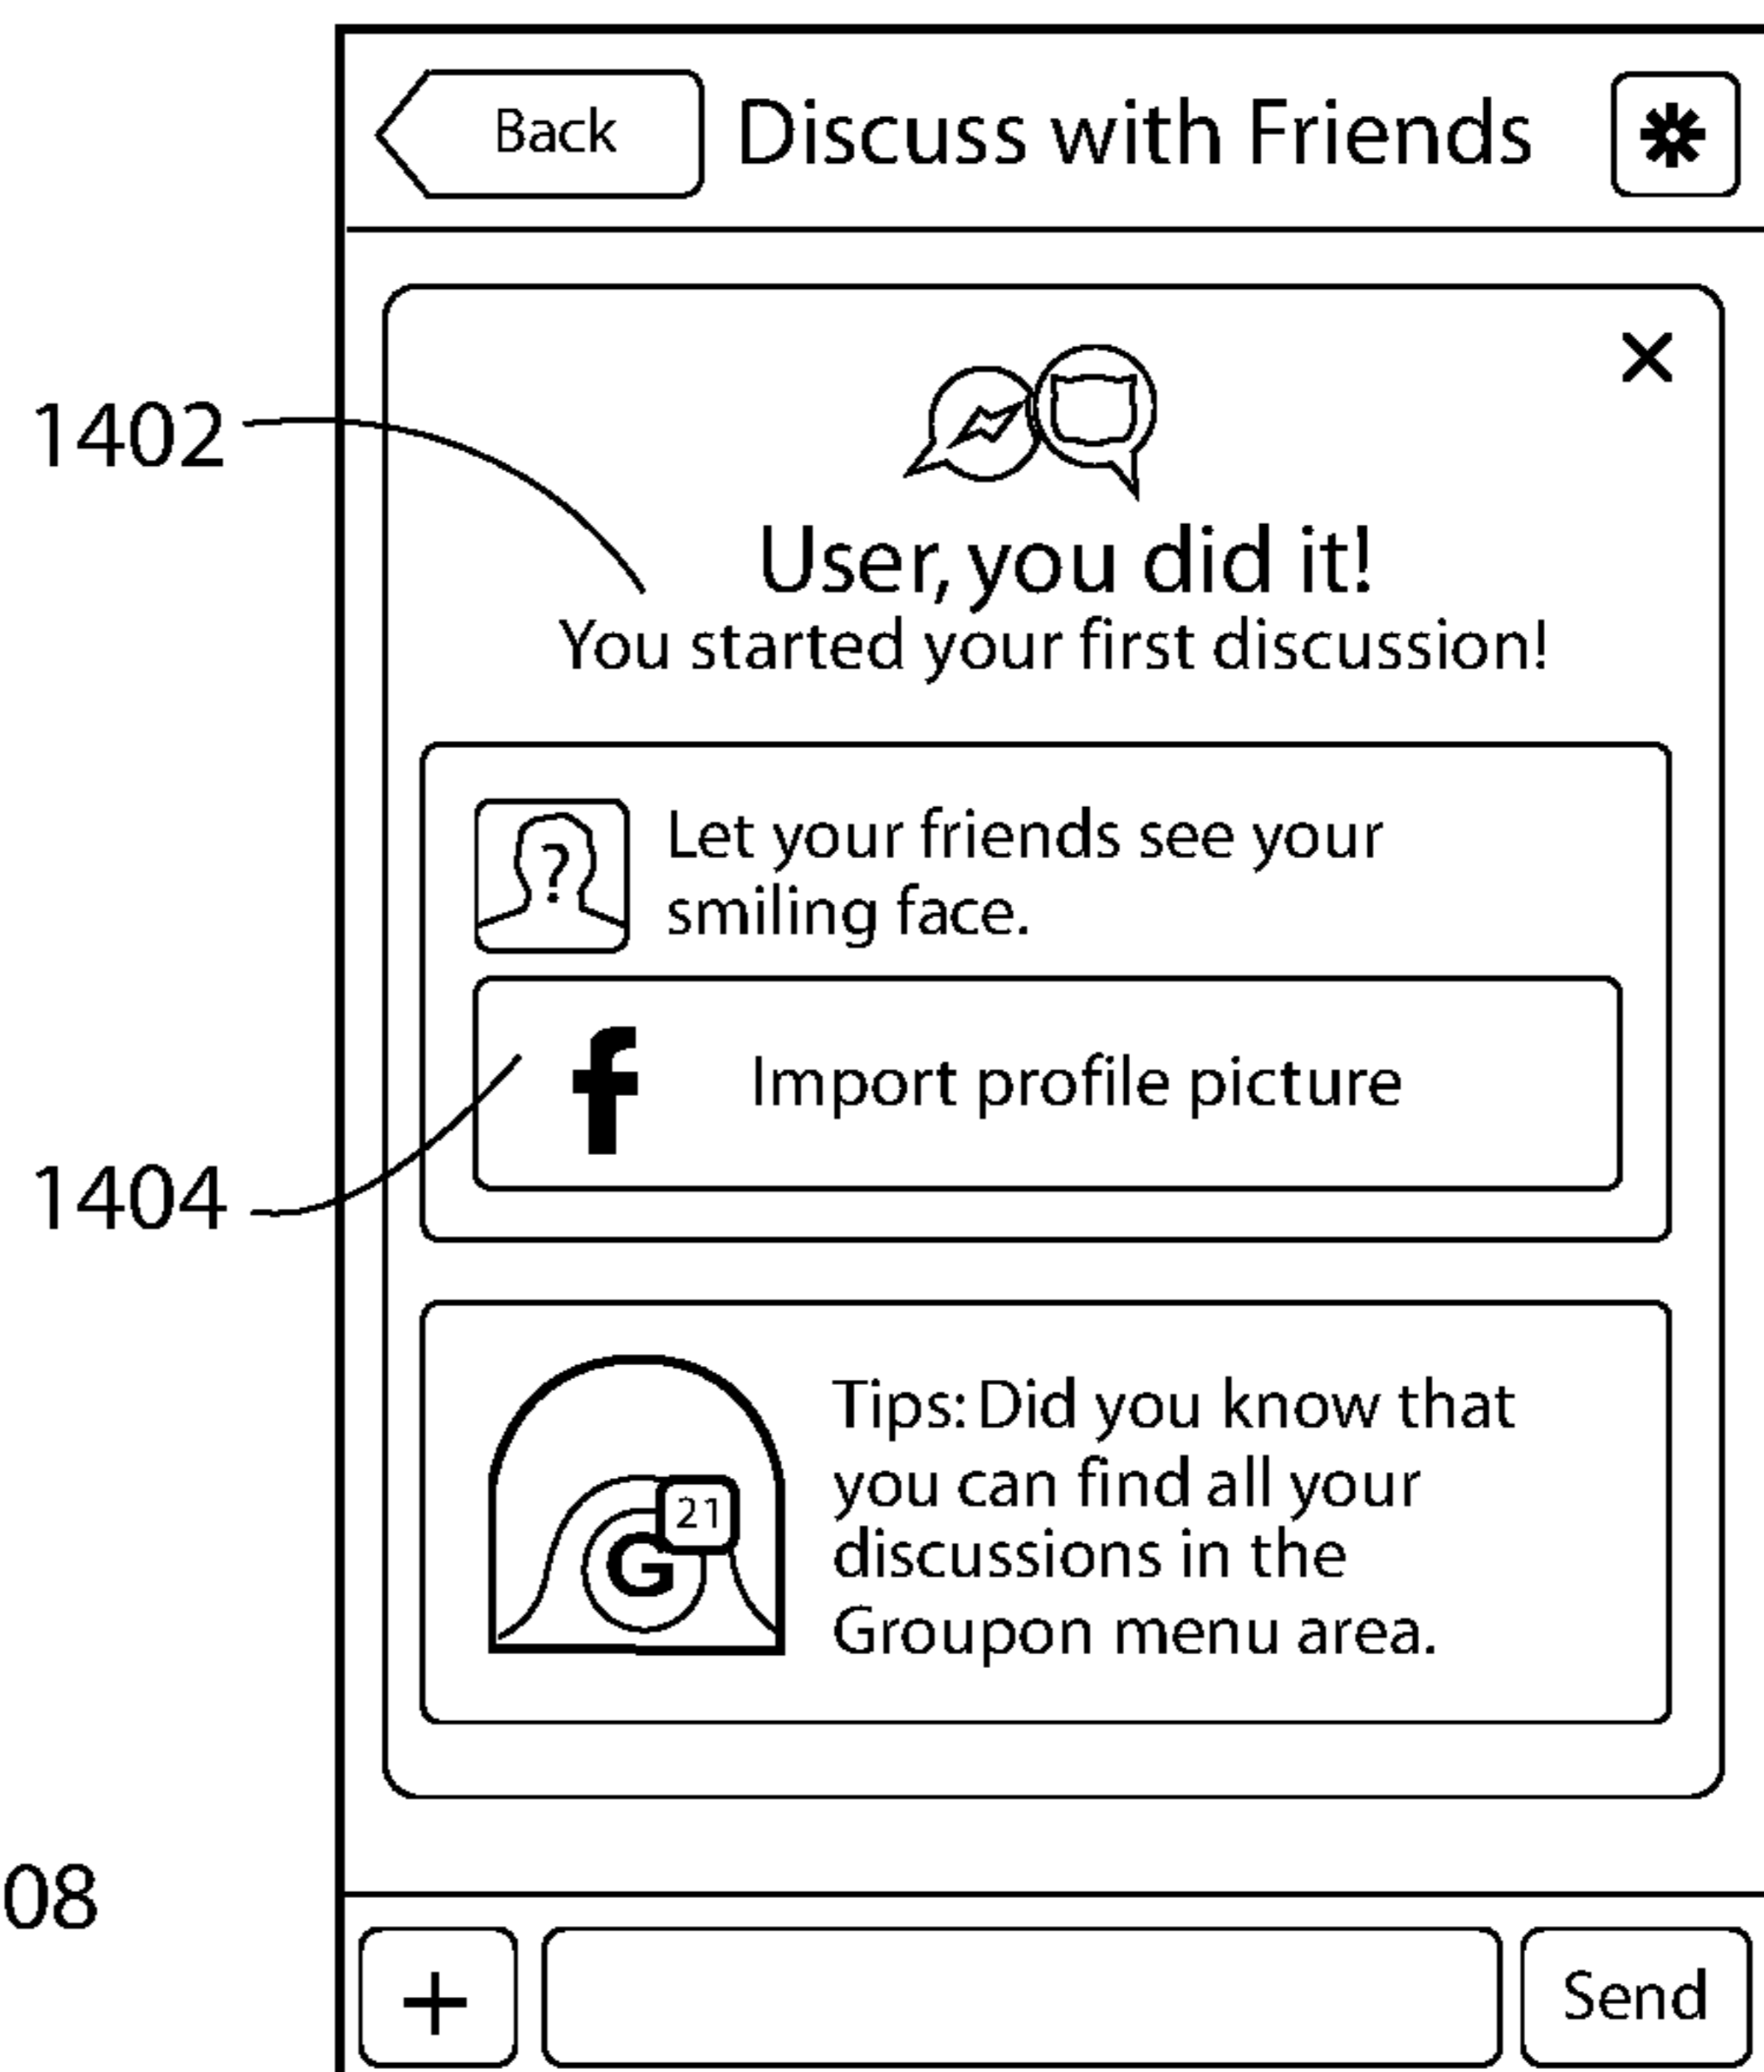 Back
Discuss with Friends
1402
User, you did it!
You started your first discussion!
?
Let your friends see your
smiling face.
f
Import profile picture
1404
21
G
Tips: Did you know that
you can find all your
discussions in the
Groupon menu area.
08
+
Send